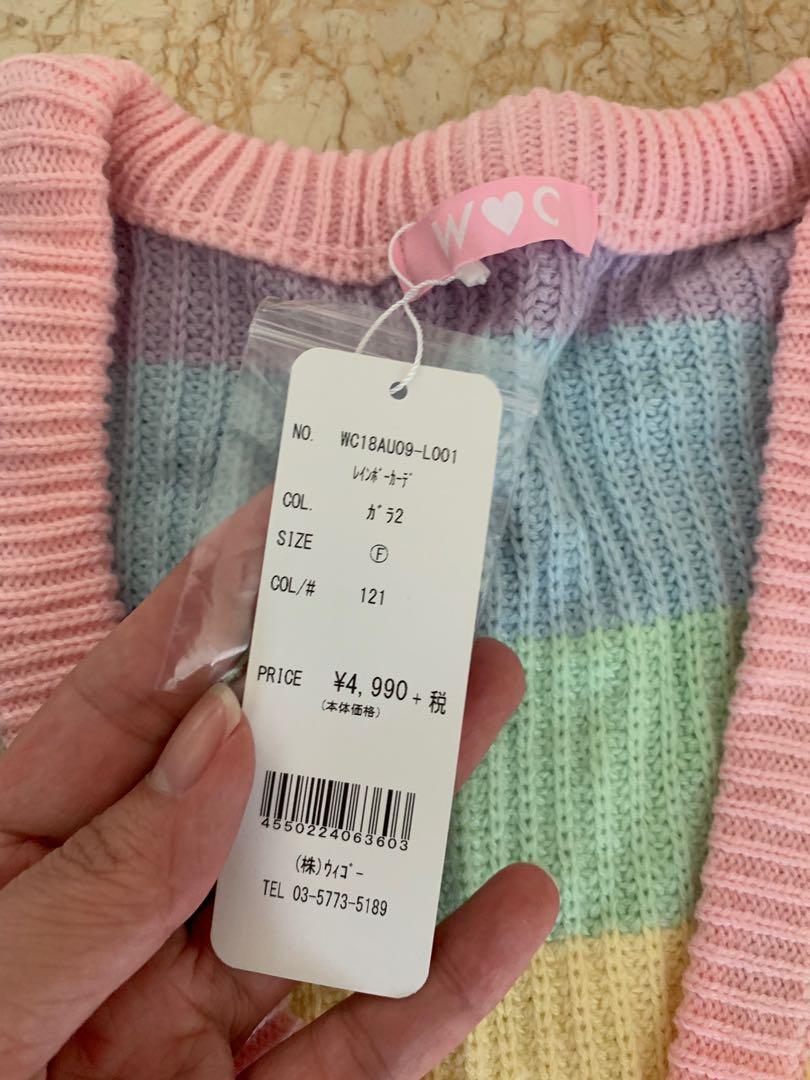 W♥C
NO. WC18AU09-L001
ﾚｲﾝﾎﾞｰｶｰﾃﾞ
COL. ｶﾞﾗ2
SIZE Ⓕ
COL/# 121
PRICE ¥4,990+税
(本体価格)
4550224063603
(株)ｳｨｺﾞｰ
TEL 03-5773-5189